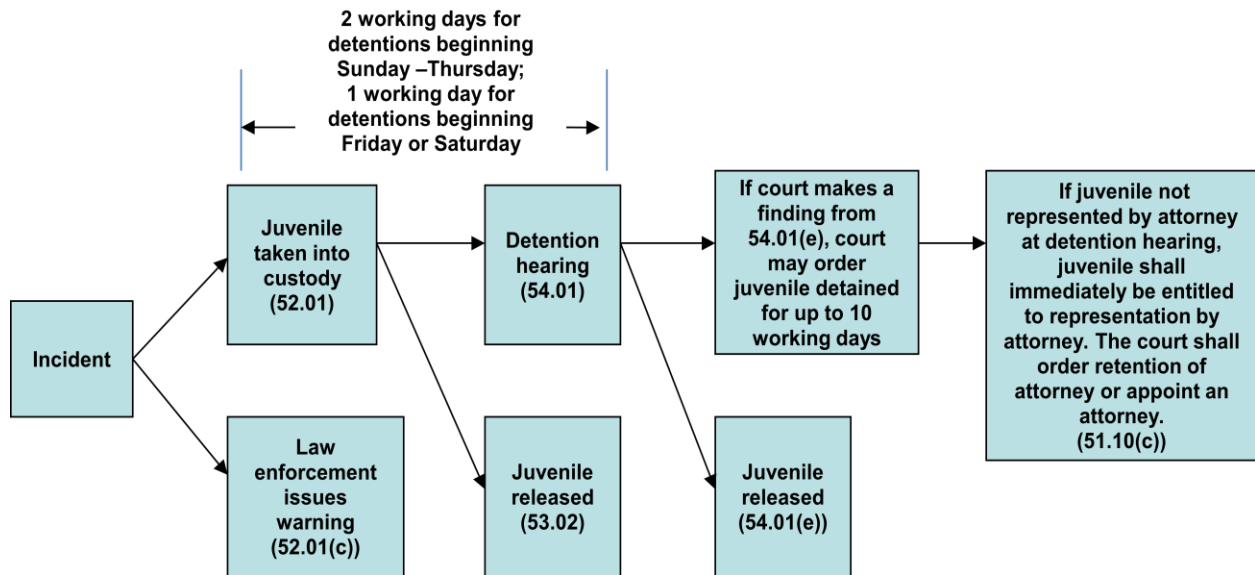 2 working days for
detentions beginning
Sunday –Thursday;
1 working day for
detentions beginning
Friday or Saturday
Incident
Juvenile
taken into
custody
(52.01)
Law
enforcement
issues
warning
(52.01(c))
Detention
hearing
(54.01)
Juvenile
released
(53.02)
If court makes a
finding from
54.01(e), court
may order
juvenile detained
for up to 10
working days
Juvenile
released
(54.01(e))
If juvenile not
represented by attorney
at detention hearing,
juvenile shall
immediately be entitled
to representation by
attorney. The court shall
order retention of
attorney or appoint an
attorney.
(51.10(c))